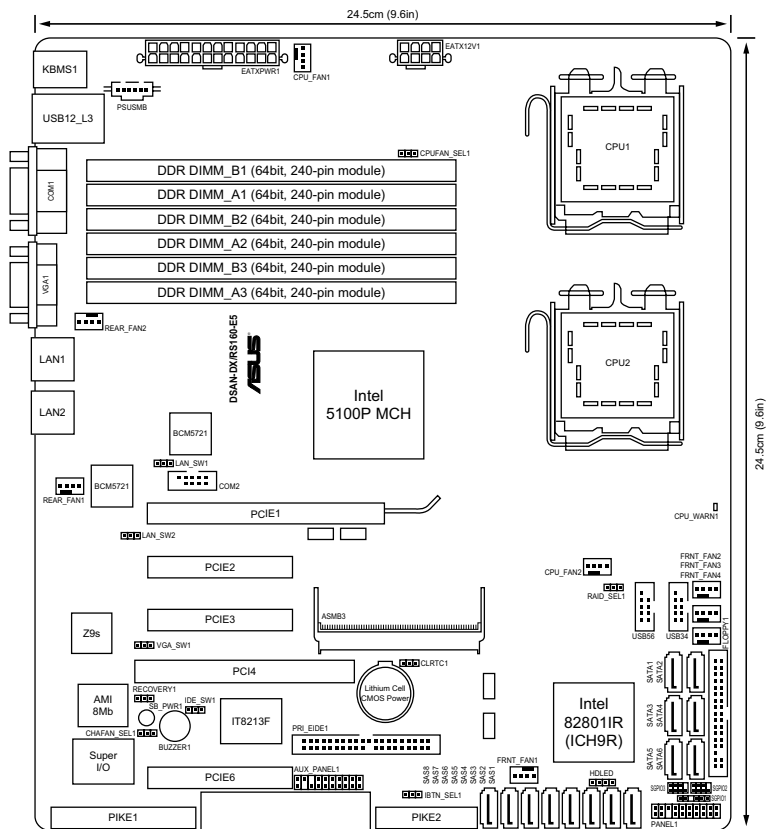 24.5cm (9.6in)
KBMS1
EATXPWR1
CPU_FAN1
EATX12V1
PSUSMB
USB12_L3
CPU1
CPUFAN_SEL1
COM1
DDR DIMM_B1 (64bit, 240-pin module)
DDR DIMM_A1 (64bit, 240-pin module)
DDR DIMM_B2 (64bit, 240-pin module)
DDR DIMM_A2 (64bit, 240-pin module)
DDR DIMM_B3 (64bit, 240-pin module)
DDR DIMM_A3 (64bit, 240-pin module)
VGA1
REAR_FAN2
DSAN-DX/RS160-E5
ASUS
LAN1
CPU2
Intel
5100P MCH
LAN2
24.5cm (9.6in)
BCM5721
LAN_SW1
BCM5721
COM2
REAR_FAN1
PCIE1
CPU_WARN1
LAN_SW2
PCIE2
CPU_FAN2
FRNT_FAN2
FRNT_FAN3
FRNT_FAN4
RAID_SEL1
PCIE3
ASMB3
USB56
USB34
FLOPPY1
Z9s
VGA_SW1
PCI4
CLRTC1
SATA1
SATA2
Lithium Cell
CMOS Power
AMI
8Mb
RECOVERY1
SB_PWR1
IDE_SW1
IT8213F
Intel
82801IR
(ICH9R)
SATA3
SATA4
CHAFAN_SEL1
BUZZER1
PRI_EIDE1
Super
I/O
SATA5
SATA6
PCIE6
AUX_PANEL1
SAS8
SAS7
SAS6
SAS5
SAS4
SAS3
SAS2
SAS1
FRNT_FAN1
HDLED
SGPIO3
SGPIO2
SGPIO1
IBTN_SEL1
PIKE1
PIKE2
PANEL1